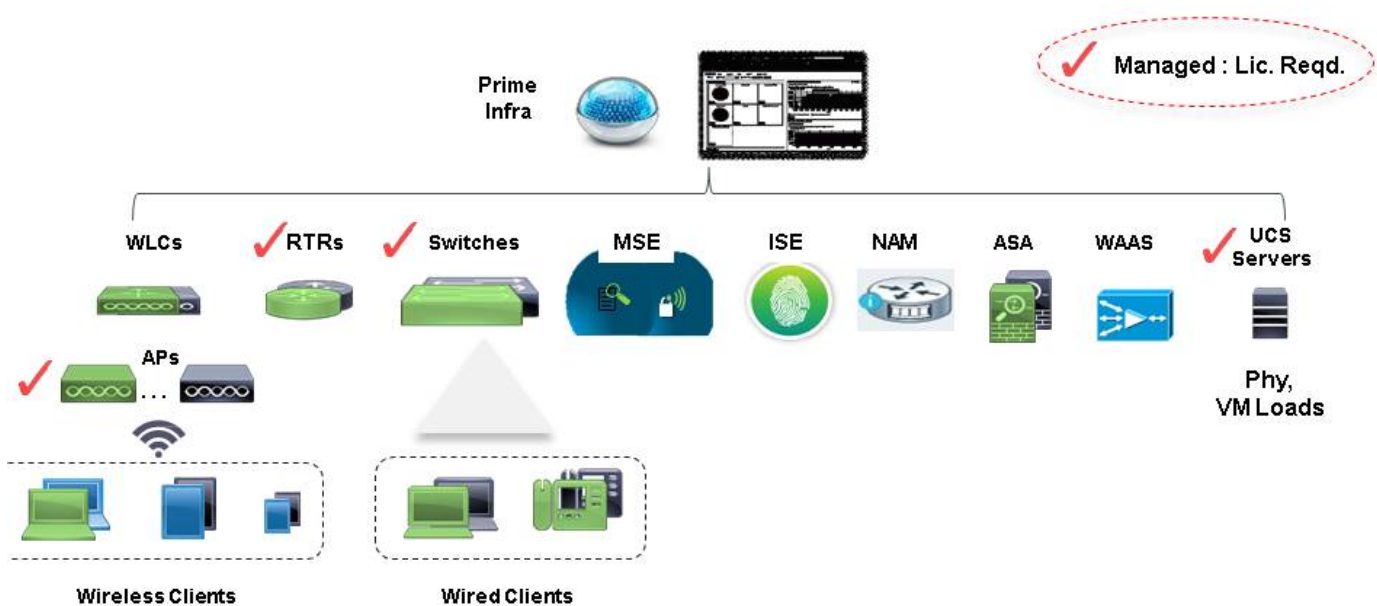 Prime
Infra
Managed : Lic. Reqd.
WLCs
RTRs
Switches
MSE
ISE
NAM
ASA
WAAS
UCS
Servers
APs
...
Phy,
VM Loads
Wireless Clients
Wired Clients